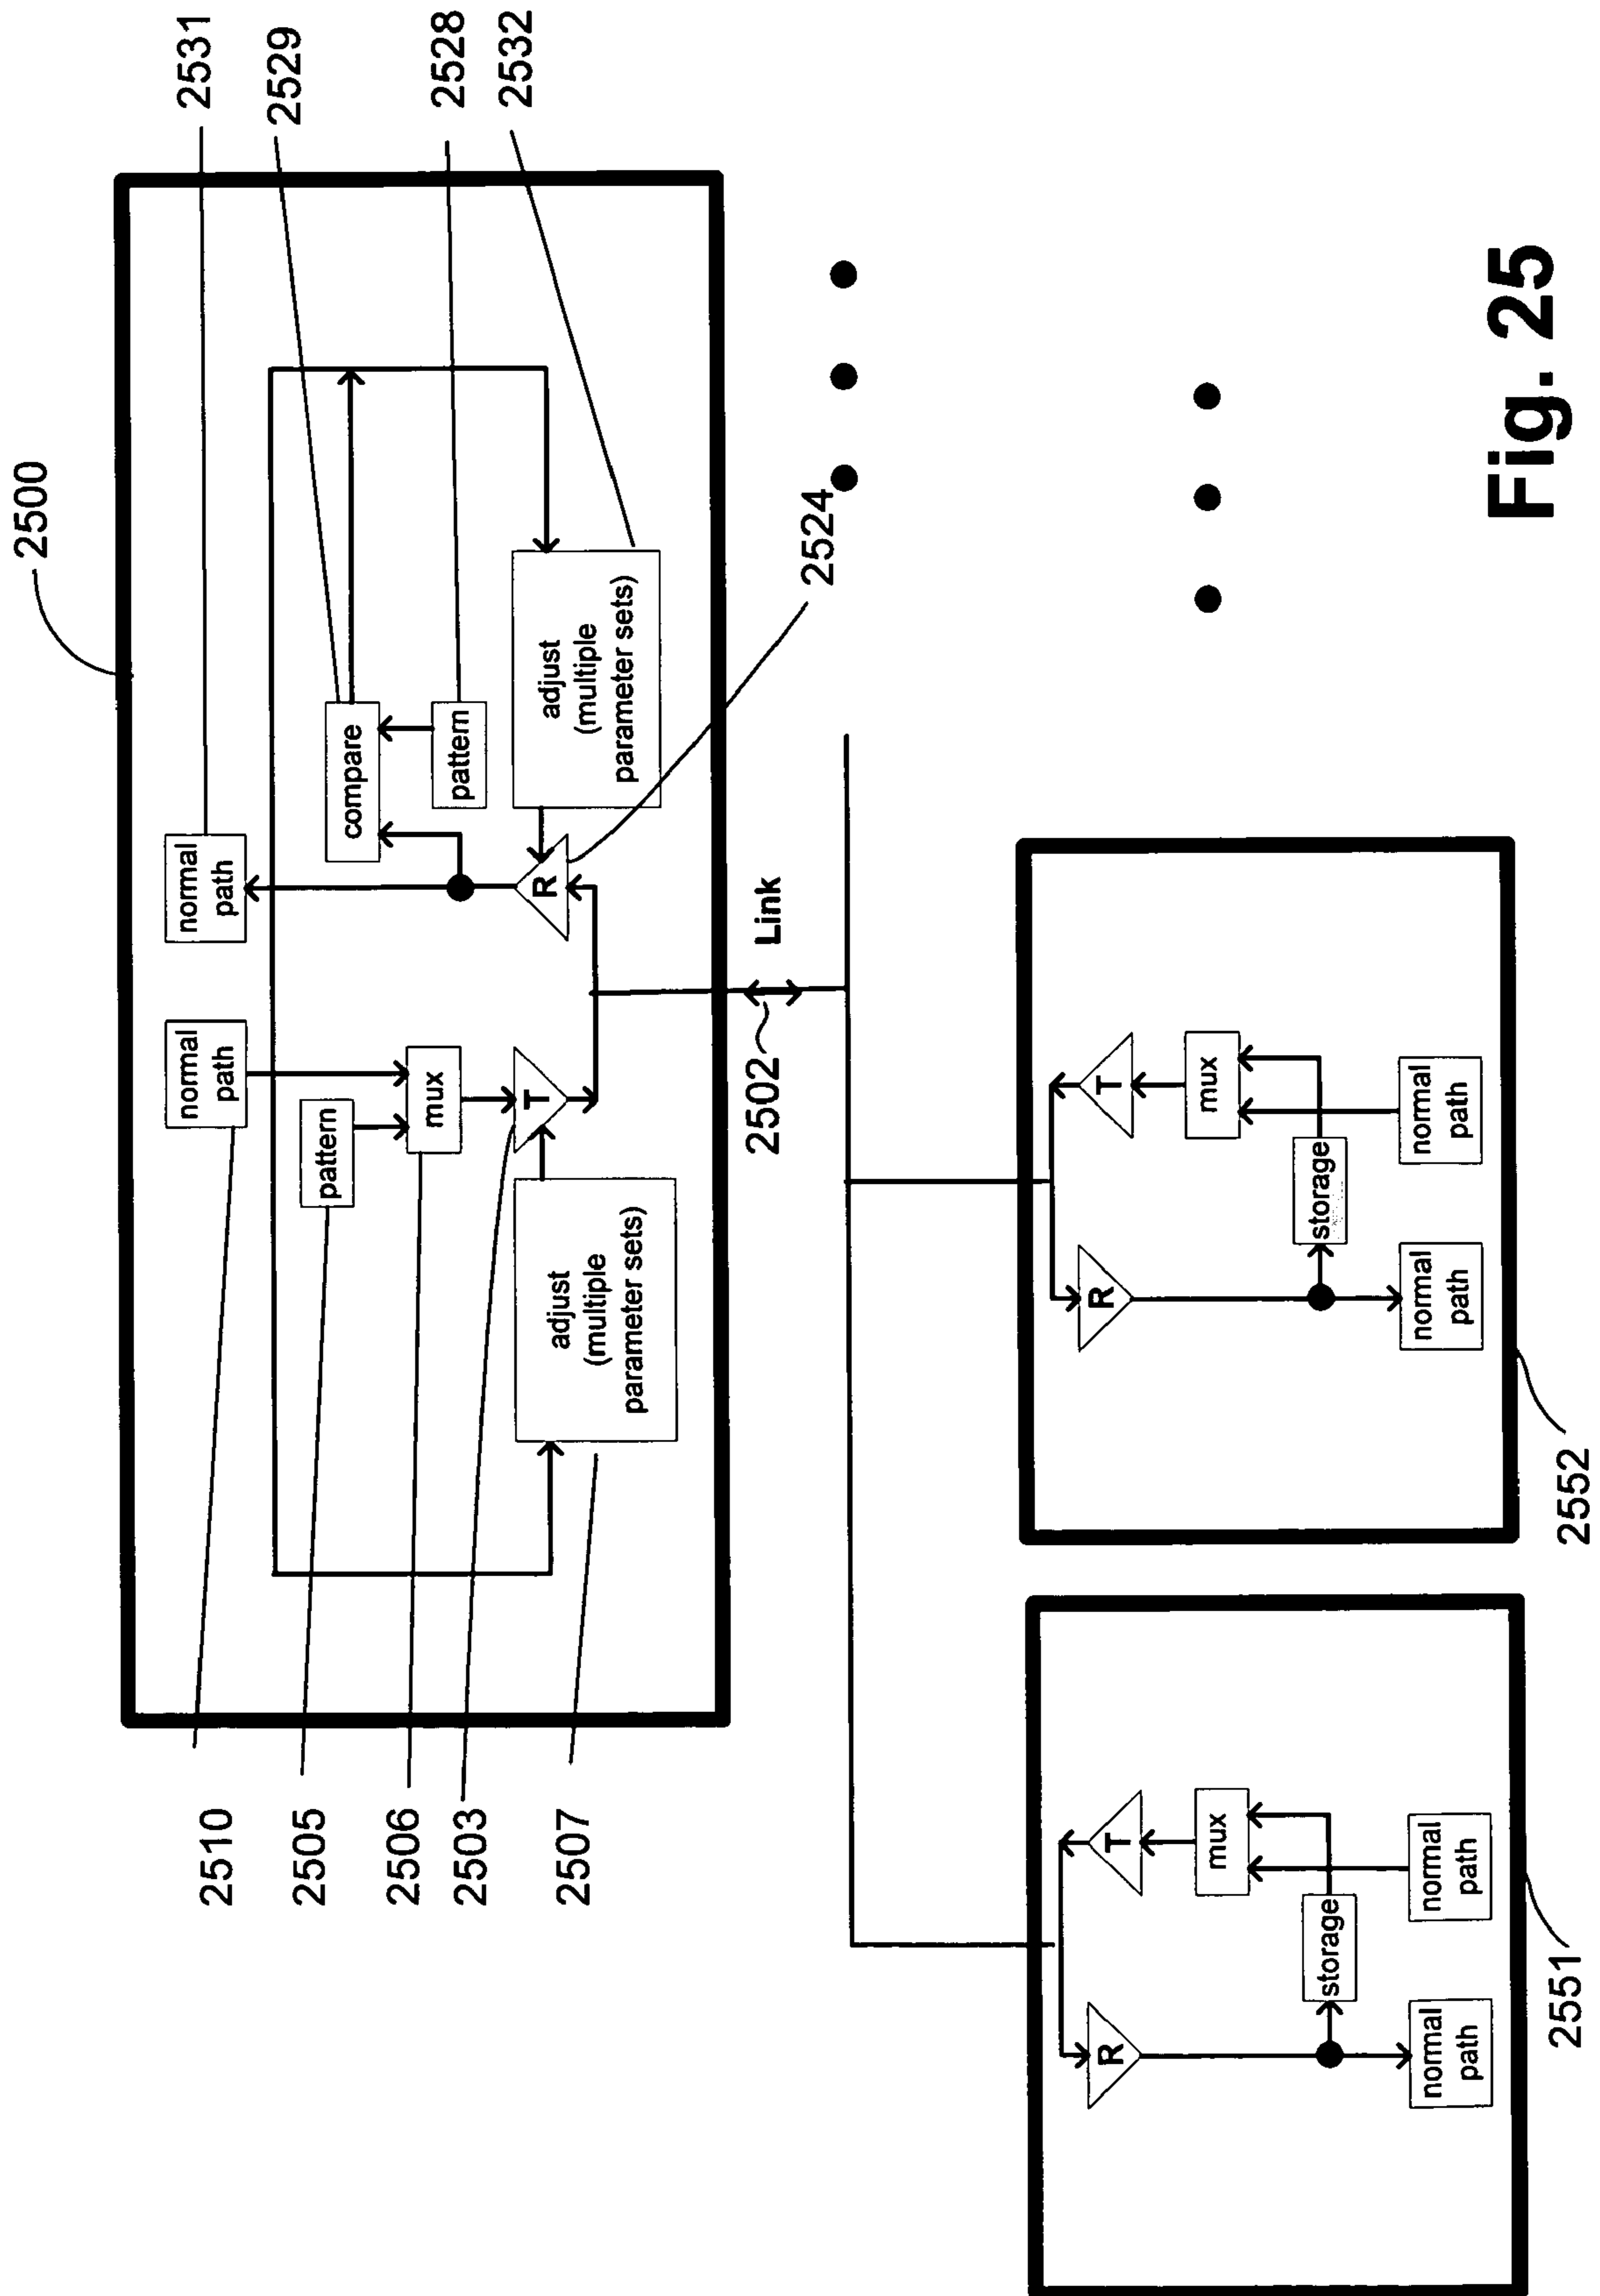 2500
2531
2529
2528
2532
2510
2505
2506
2503
2507
normal
path
normal
path
pattern
mux
T
adjust
(multiple
parameter sets)
compare
pattern
R
adjust
(multiple
parameter sets)
2524
2502
Link
R
T
mux
storage
normal
path
normal
path
2551
R
T
mux
storage
normal
path
normal
path
2552
Fig. 25